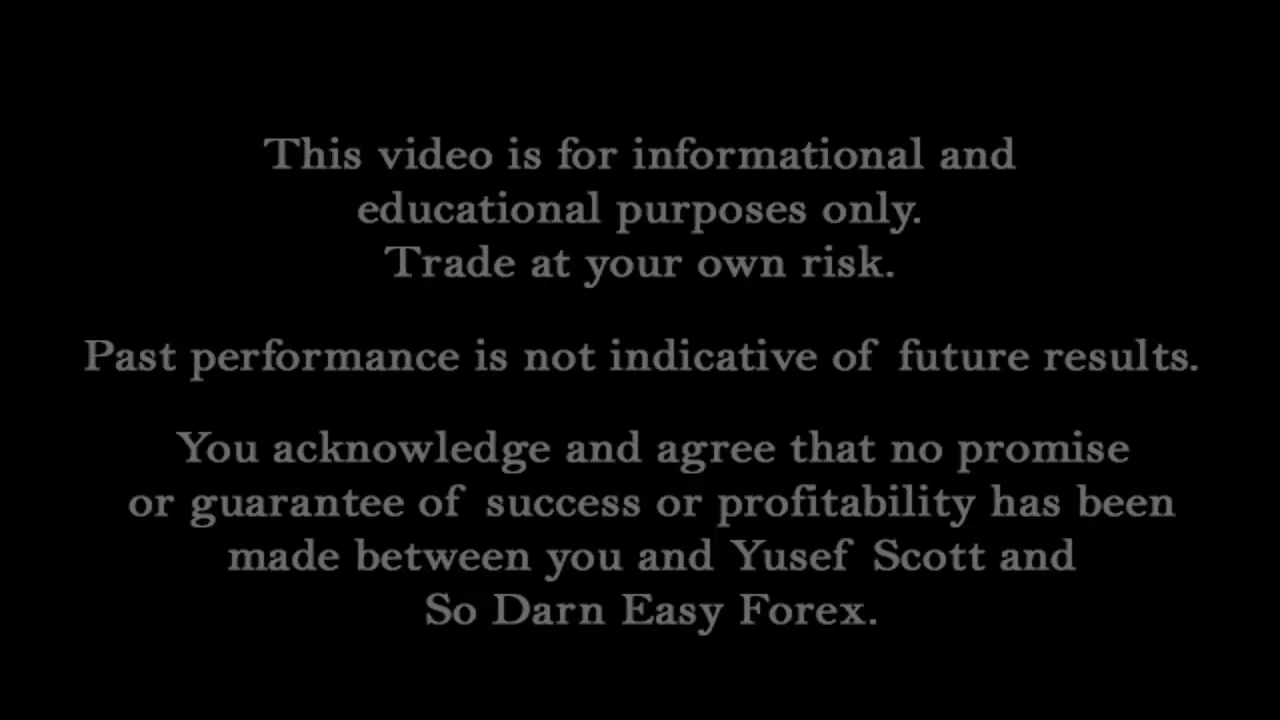 This video is for informational and
educational purposes only.
Trade at your own risk.
Past performance is not indicative of future results.
You acknowledge and agree that no promise
or guarantee of success or profitability has been
made between you and Yusef Scott and
So Darn Easy Forex.